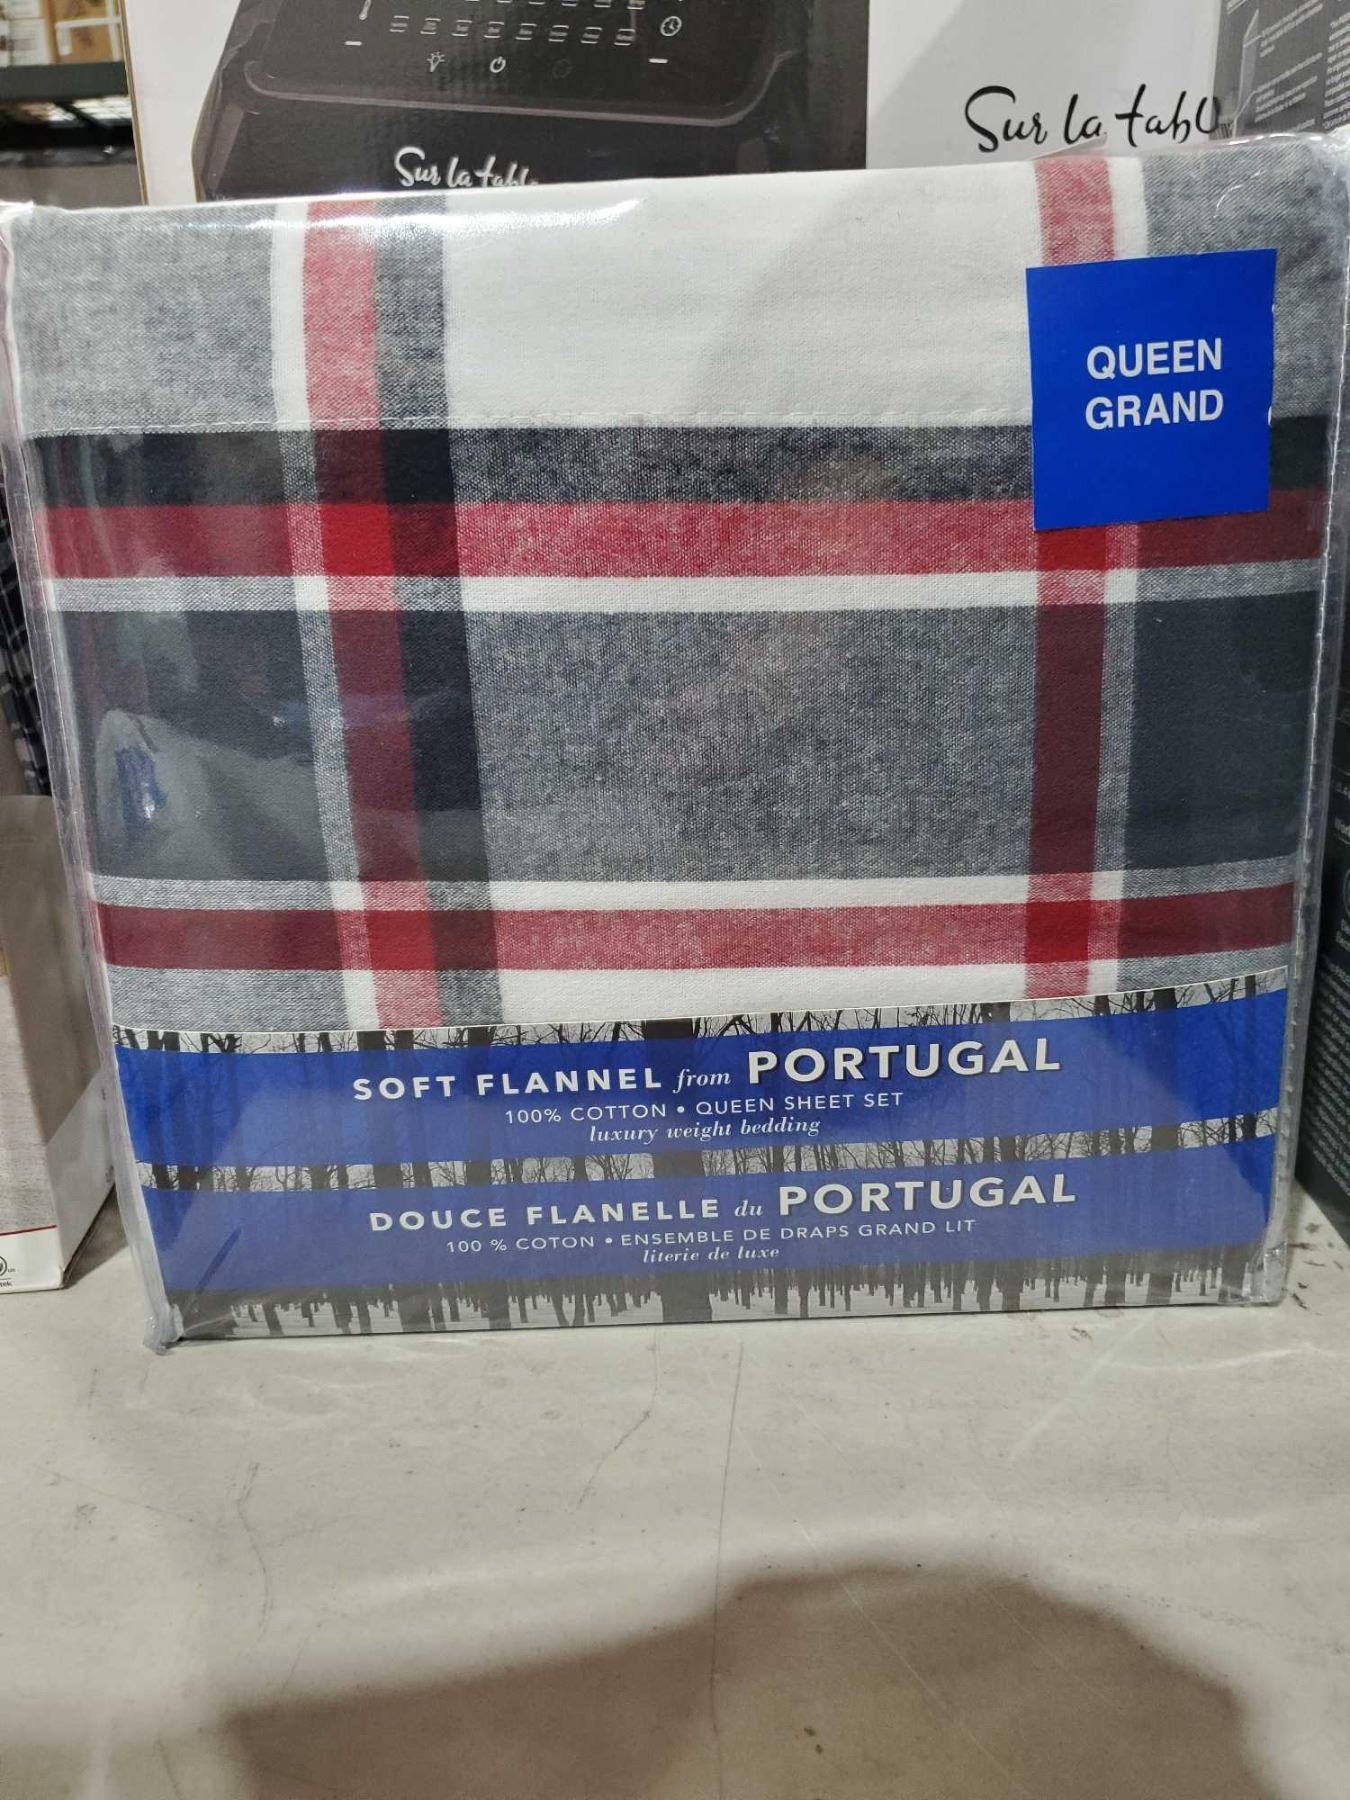 Sur la table
Sur la tabl
QUEEN
GRAND
SOFT FLANNEL from PORTUGAL
100% COTTON • QUEEN SHEET SET
luxury weight bedding
DOUCE FLANELLE du PORTUGAL
100 % COTON • ENSEMBLE DE DRAPS GRAND LIT
literie de luxe